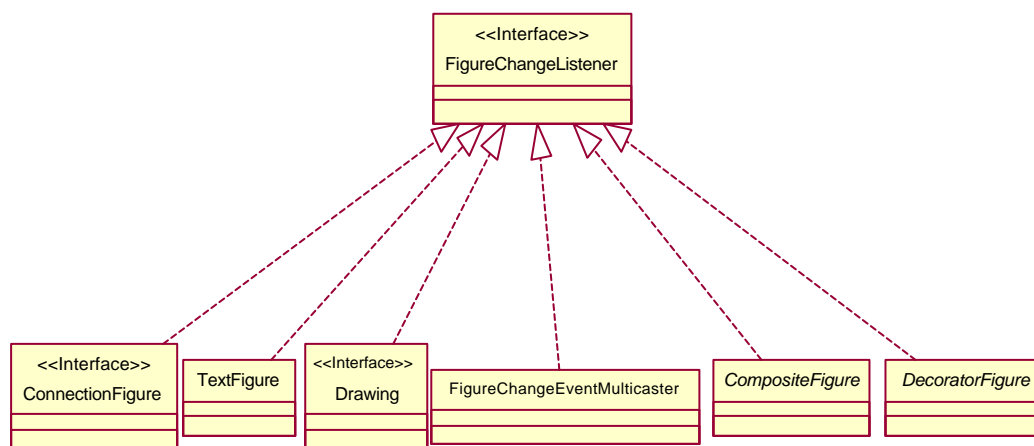 <<Interface>>
FigureChangeListener
<<Interface>>
ConnectionFigure
TextFigure
<<Interface>>
Drawing
FigureChangeEventMulticaster
CompositeFigure
DecoratorFigure